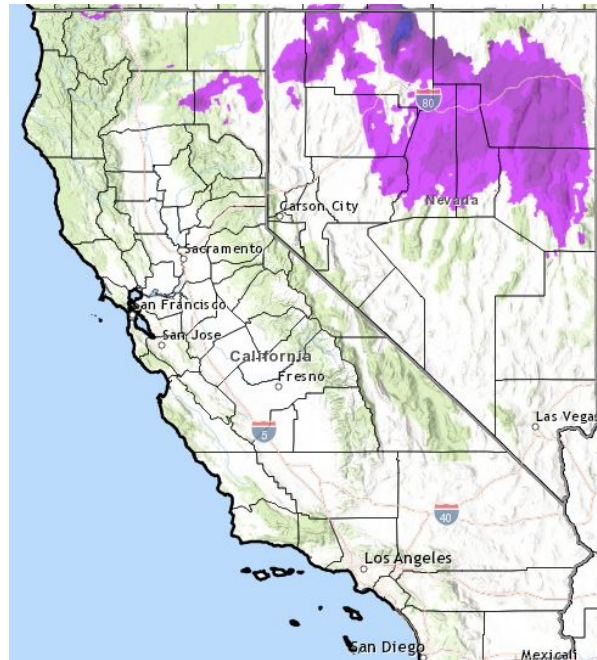 80
Nevada
Carson City
Sacramento
San Francisco
San Jose
California
Fresno
Las Vegas
5
40
Los Angeles
San Diego
Mexicali